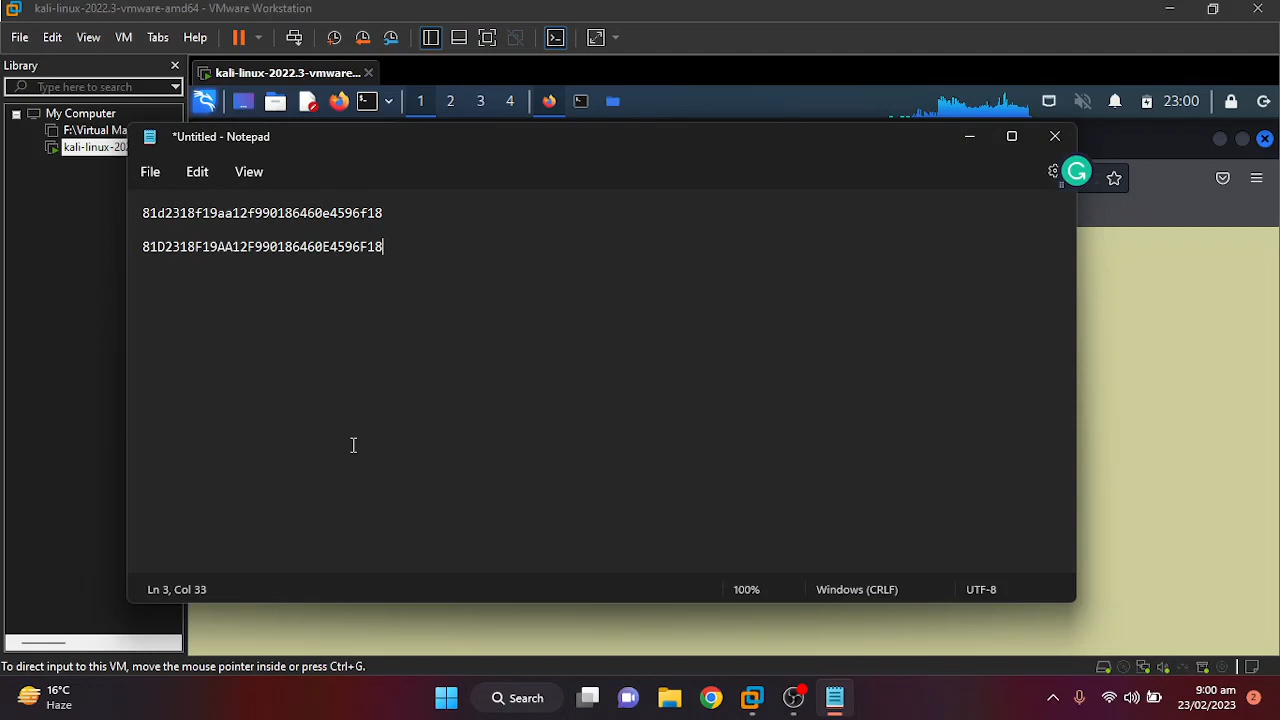 kali-linux-2022.3-vmware-amd64 - VMware Workstation
File Edit View VM Tabs Help
Library
kali-linux-2022.3-vmware...
Type here to search
1 2 3 4
23:00
My Computer
F:\Virtual Ma
kali-linux-202
*Untitled - Notepad
File Edit View
81d2318f19aa12f990186460e4596f18
81D2318F19AA12F990186460E4596F18
Ln 3, Col 33
100%
Windows (CRLF)
UTF-8
To direct input to this VM, move the mouse pointer inside or press Ctrl+G.
16°C
Haze
Search
9:00 am
23/02/2023
2